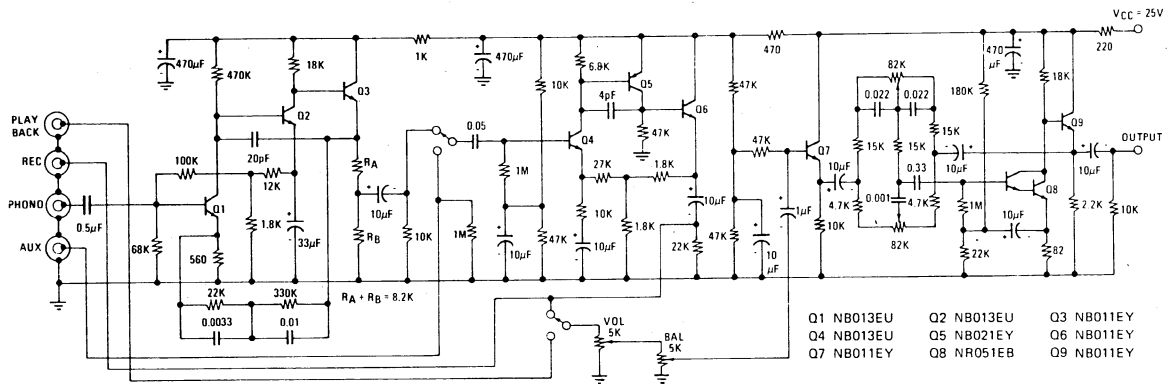 VCC = 25V
470µF
470K
18K
Q3
1K
470µF
6.8K
10K
Q5
4pF
Q6
470
47K
82K
0.022
0.022
180K
470
µF
220
18K
Q9
PLAY
BACK
REC
PHONO
AUX
0.5µF
100K
Q2
20pF
12K
Q1
1.8K
33µF
68K
560
RA
10µF
RB
10K
RA + RB = 8.2K
22K
330K
0.0033
0.01
0.05
1M
1M
10µF
47K
Q4
47K
27K
1.8K
10K
10µF
1.8K
10µF
22K
47K
Q7
1µF
47K
10
µF
10µF
10K
15K
15K
15K
0.33
0.001
4.7K
4.7K
82K
10µF
1M
10µF
22K
Q8
82
2.2K
10µF
10K
OUTPUT
VOL
5K
BAL
5K
Q1 NB013EU Q2 NB013EU Q3 NB011EY
Q4 NB013EU Q5 NB021EY Q6 NB011EY
Q7 NB011EY Q8 NR051EB Q9 NB011EY